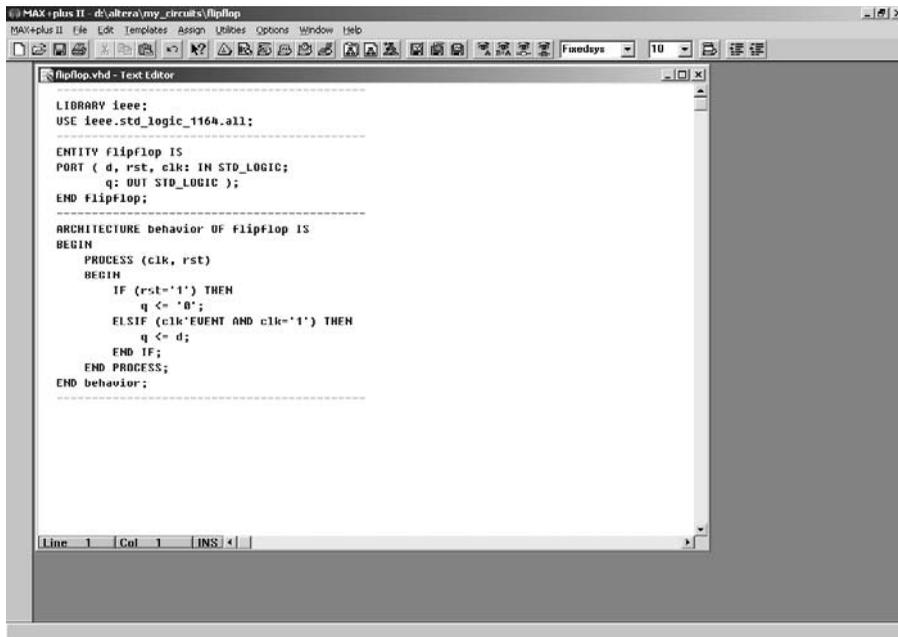 MAX+plus II - d:\altera\my_circuits\flipflop
MAX+plus II File Edit Templates Assign Utilities Options Window Help
Fixedsys 10
flipflop.vhd - Text Editor
--------------------------------------------
LIBRARY ieee;
USE ieee.std_logic_1164.all;
--------------------------------------------
ENTITY flipflop IS
PORT ( d, rst, clk: IN STD_LOGIC;
q: OUT STD_LOGIC );
END flipflop;
--------------------------------------------
ARCHITECTURE behavior OF flipflop IS
BEGIN
PROCESS (clk, rst)
BEGIN
IF (rst='1') THEN
q <= '0';
ELSIF (clk'EVENT AND clk='1') THEN
q <= d;
END IF;
END PROCESS;
END behavior;
--------------------------------------------
Line 1 Col 1 INS